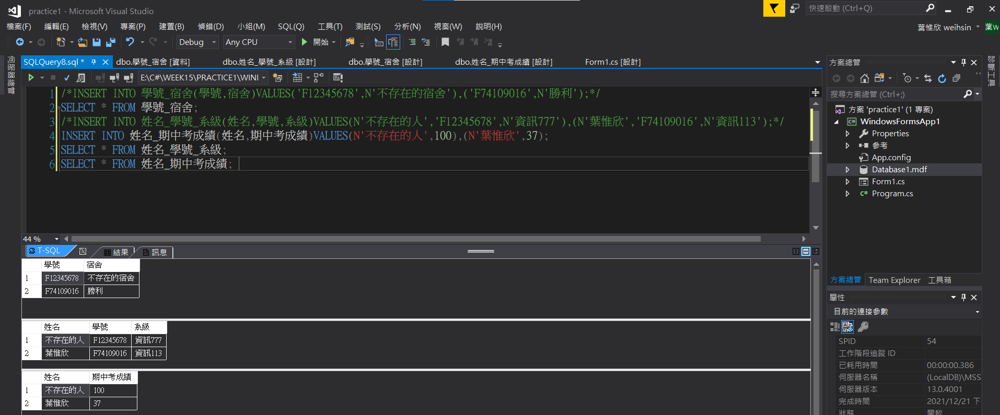 practice1 - Microsoft Visual Studio
快速啟動 (Ctrl+Q)
檔案(F) 編輯(E) 檢視(V) 專案(P) 建置(B) 偵錯(D) 小組(M) SQL(Q) 工具(T) 測試(S) 分析(N) 視窗(W) 說明(H)
葉惟欣 weihsin 葉W
Debug Any CPU 開始
伺服器總管
SQLQuery8.sql * dbo.學號_宿舍 [資料] dbo.姓名_學號_系級 [設計] dbo.學號_宿舍 [設計] dbo.姓名_期中考成績 [設計] Form1.cs [設計]
E:\C#\WEEK15\PRACTICE1\WINI
1 /*INSERT INTO 學號_宿舍(學號,宿舍)VALUES('F12345678',N'不存在的宿舍'),('F74109016',N'勝利');*/
2 SELECT * FROM 學號_宿舍;
3 /*INSERT INTO 姓名_學號_系級(姓名,學號,系級)VALUES(N'不存在的人','F12345678',N'資訊777'),(N'葉惟欣','F74109016',N'資訊113');*/
4 INSERT INTO 姓名_期中考成績(姓名,期中考成績)VALUES(N'不存在的人',100),(N'葉惟欣',37);
5 SELECT * FROM 姓名_學號_系級;
6 SELECT * FROM 姓名_期中考成績;
44 %
T-SQL 結果 訊息
學號 宿舍
1 F12345678 不存在的宿舍
2 F74109016 勝利
姓名 學號 系級
1 不存在的人 F12345678 資訊777
2 葉惟欣 F74109016 資訊113
姓名 期中考成績
1 不存在的人 100
2 葉惟欣 37
方案總管
搜尋方案總管 (Ctrl+;)
方案 'practice1' (1 專案)
C# WindowsFormsApp1
Properties
參考
App.config
Database1.mdf
Form1.cs
C# Program.cs
方案總管 Team Explorer 工具箱
屬性
目前的連接參數
SPID 54
工作階段追蹤 ID
已耗用時間 00:00:00.386
伺服器名稱 (LocalDB)\MSS
伺服器版本 13.0.4001
完成時間 2021/12/21 下
狀態 開啟
診斷工具